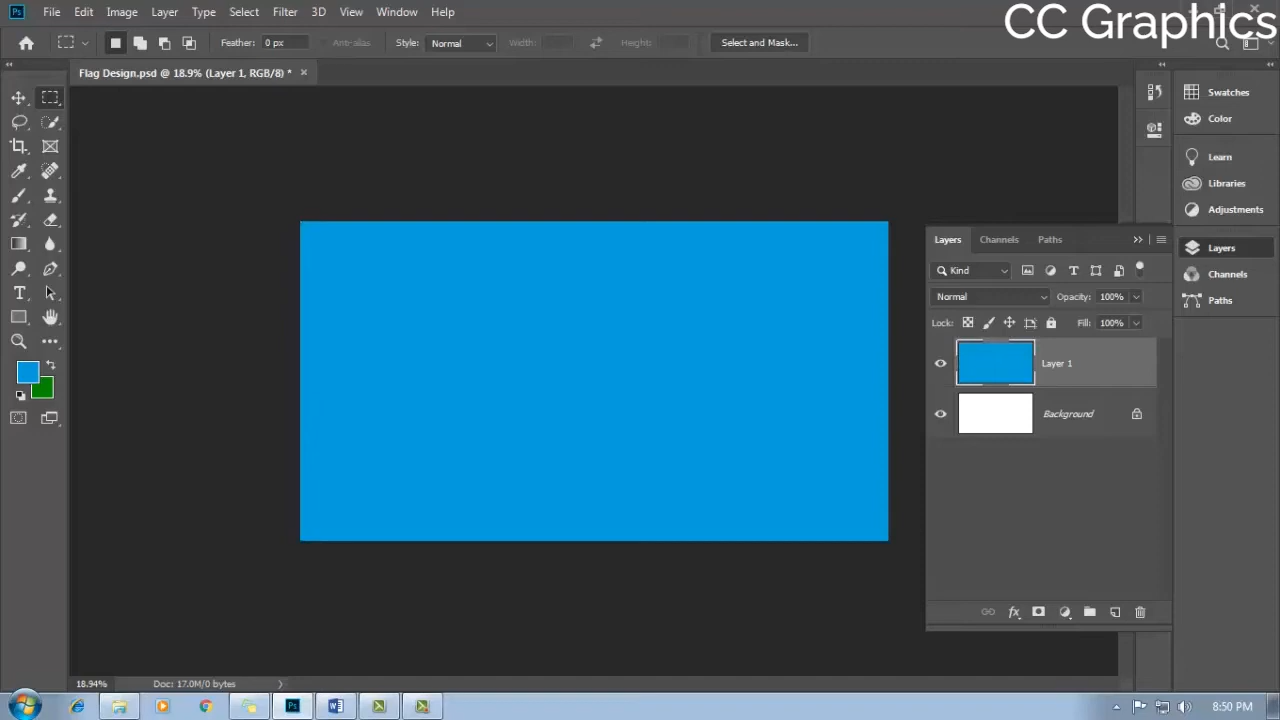 File Edit Image Layer Type Select Filter 3D View Window Help
CC Graphics
Feather: 0 px Anti-alias Style: Normal Width: Height: Select and Mask...
Flag Design.psd @ 18.9% (Layer 1, RGB/8) *
Swatches
Color
Learn
Libraries
Adjustments
Layers
Channels
Paths
Layers Channels Paths
Kind
Normal Opacity: 100%
Lock: Fill: 100%
Layer 1
Background
18.94% Doc: 17.0M/0 bytes
8:50 PM